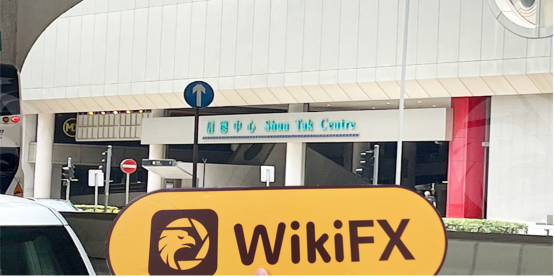 信德中心 Shun Tak Centre
WikiFX